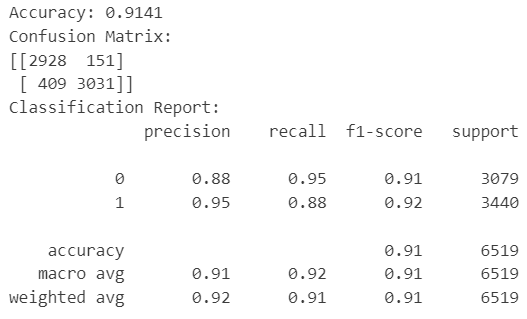 Accuracy: 0.9141
Confusion Matrix:
[[2928  151]
 [ 409 3031]]
Classification Report:
              precision    recall  f1-score   support

           0       0.88      0.95      0.91      3079
           1       0.95      0.88      0.92      3440

    accuracy                           0.91      6519
   macro avg       0.91      0.92      0.91      6519
weighted avg       0.92      0.91      0.91      6519